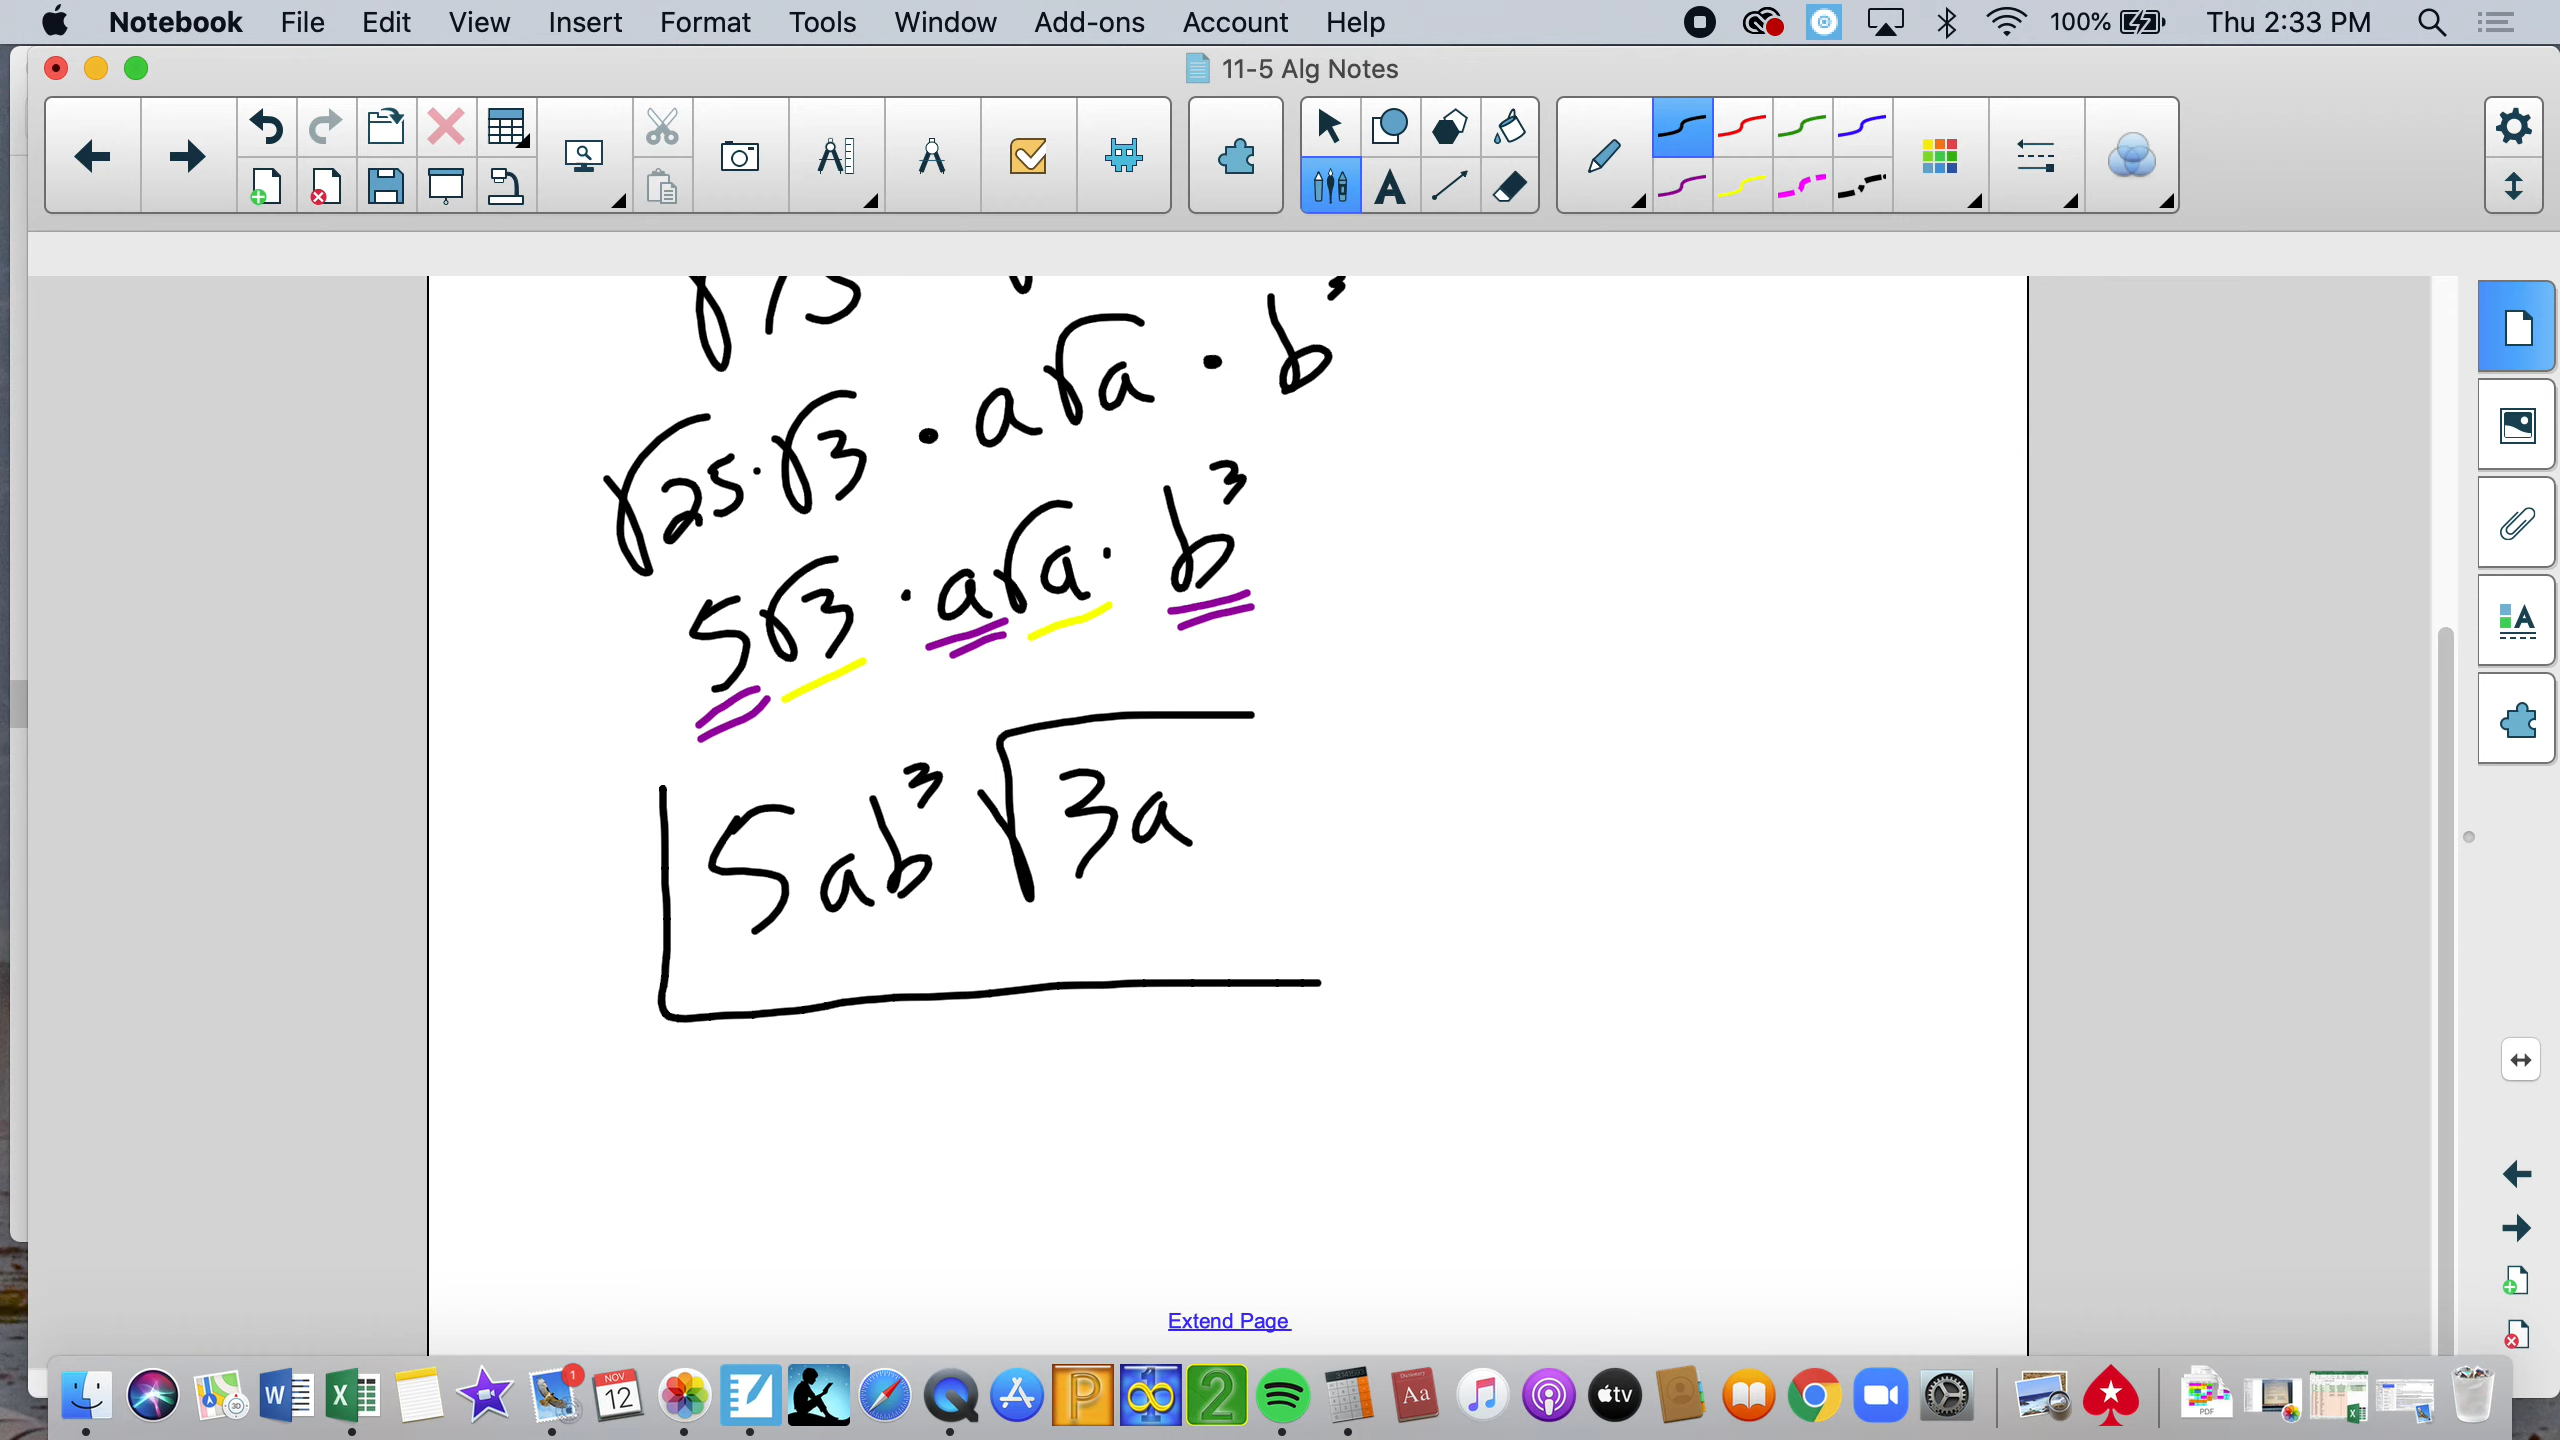 Notebook File Edit View Insert Format Tools Window Add-ons Account Help 100% Thu 2:33 PM
11-5 Alg Notes
√75
√25·√3 · a√a · b³
5√3 · a√a · b³
5ab³√3a
Extend Page